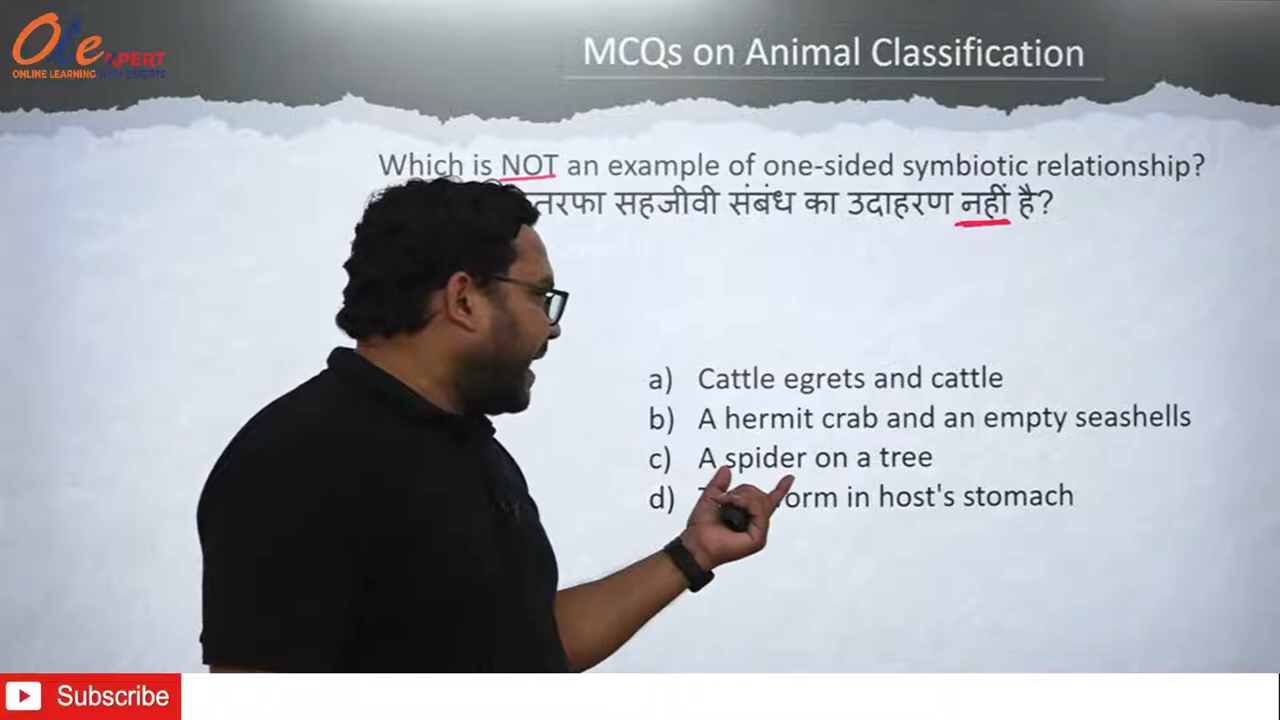 Ole XPERT
ONLINE LEARNING WITH EXPERTS
MCQs on Animal Classification
Which is NOT an example of one-sided symbiotic relationship?
तरफा सहजीवी संबंध का उदाहरण नहीं है?
a) Cattle egrets and cattle
b) A hermit crab and an empty seashells
c) A spider on a tree
d) in host's stomach
Subscribe